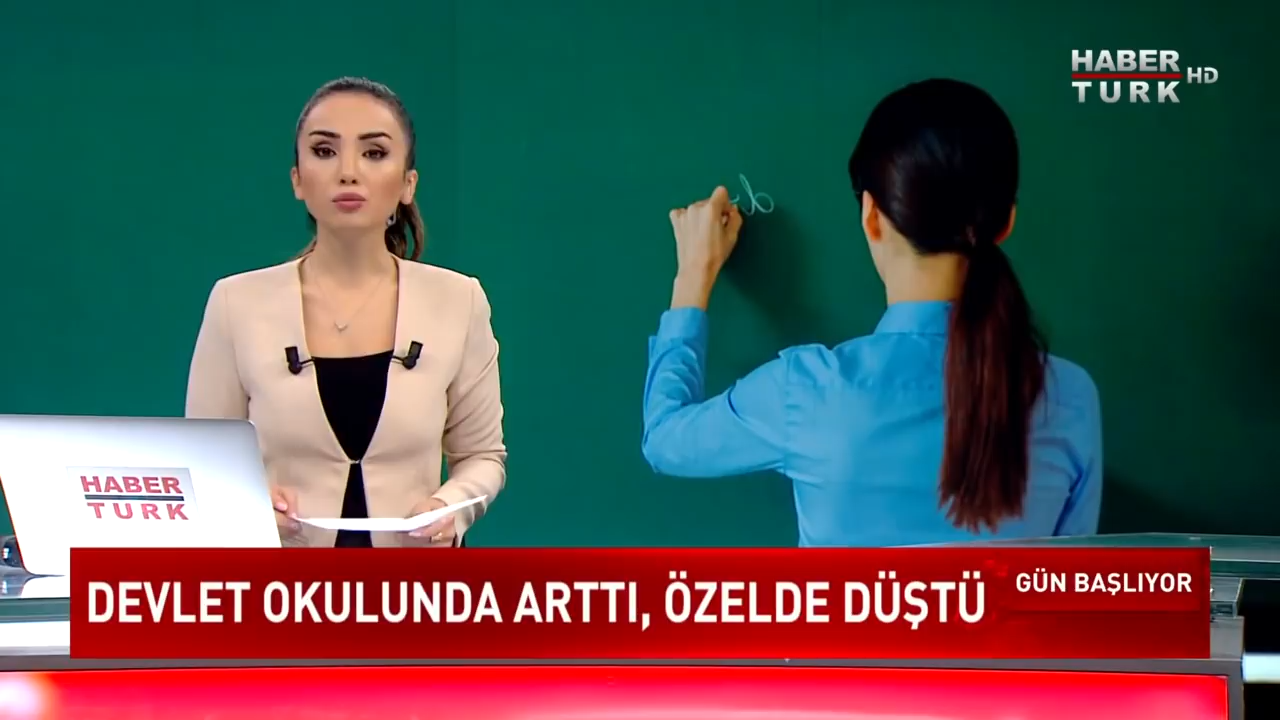 HABER
TURK
HD
HABER
TURK
DEVLET OKULUNDA ARTTI, ÖZELDE DÜŞTÜ
GÜN BAŞLIYOR